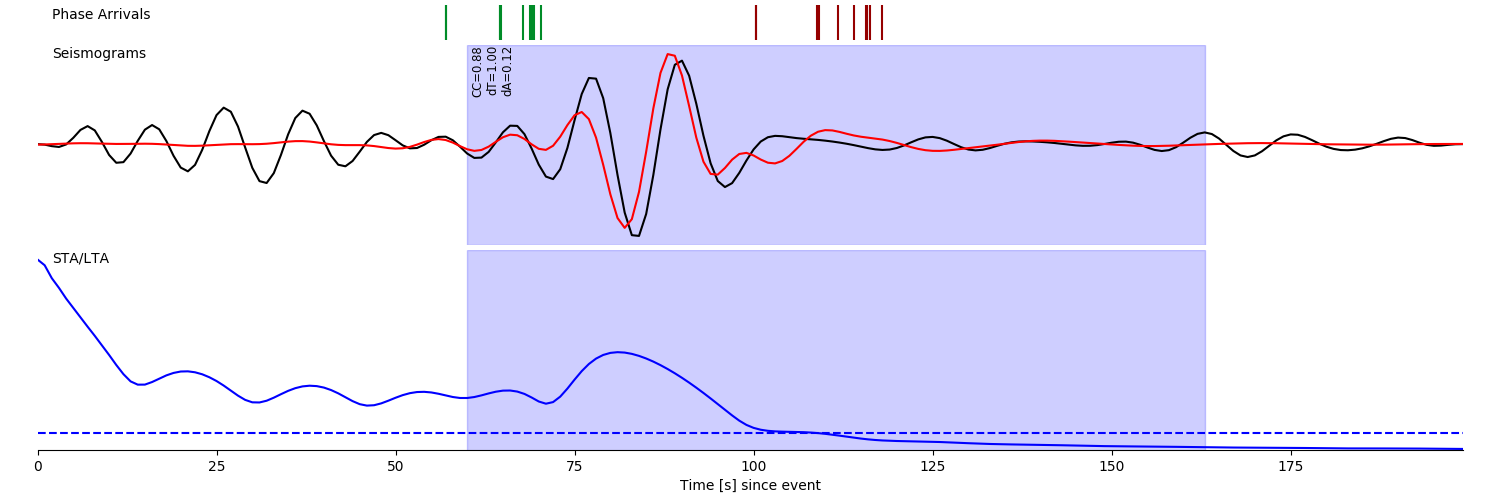 Phase Arrivals
Seismograms
CC=0.88
dT=1.00
dA=0.12
STA/LTA
0 25 50 75 100 125 150 175
Time [s] since event